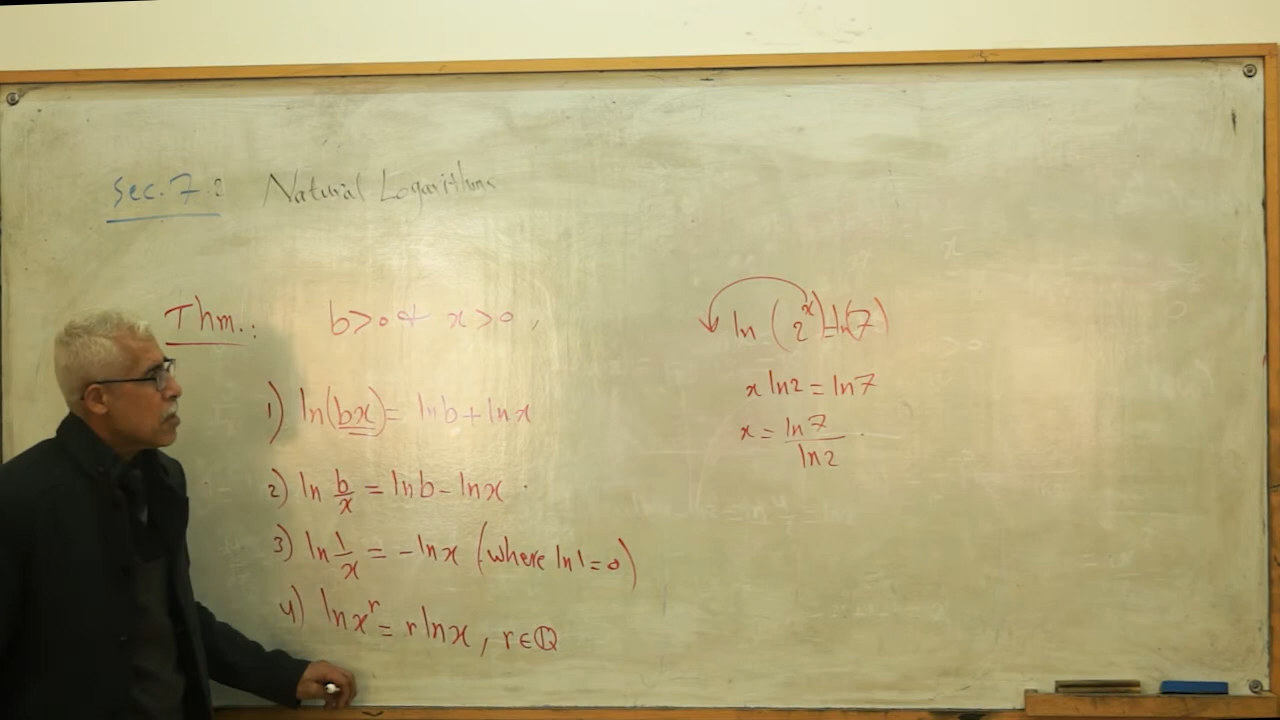 Sec. 7.2 Natural Logarithms
Thm.: b>0 & x>0,
1) ln(bx) = lnb + lnx
2) ln b/x = lnb - lnx.
3) ln 1/x = -lnx (where ln1=0)
4) lnx^r = r lnx, r∈ℚ
ln(2^x)=ln(7)
x ln2 = ln7
x = ln7/ln2.